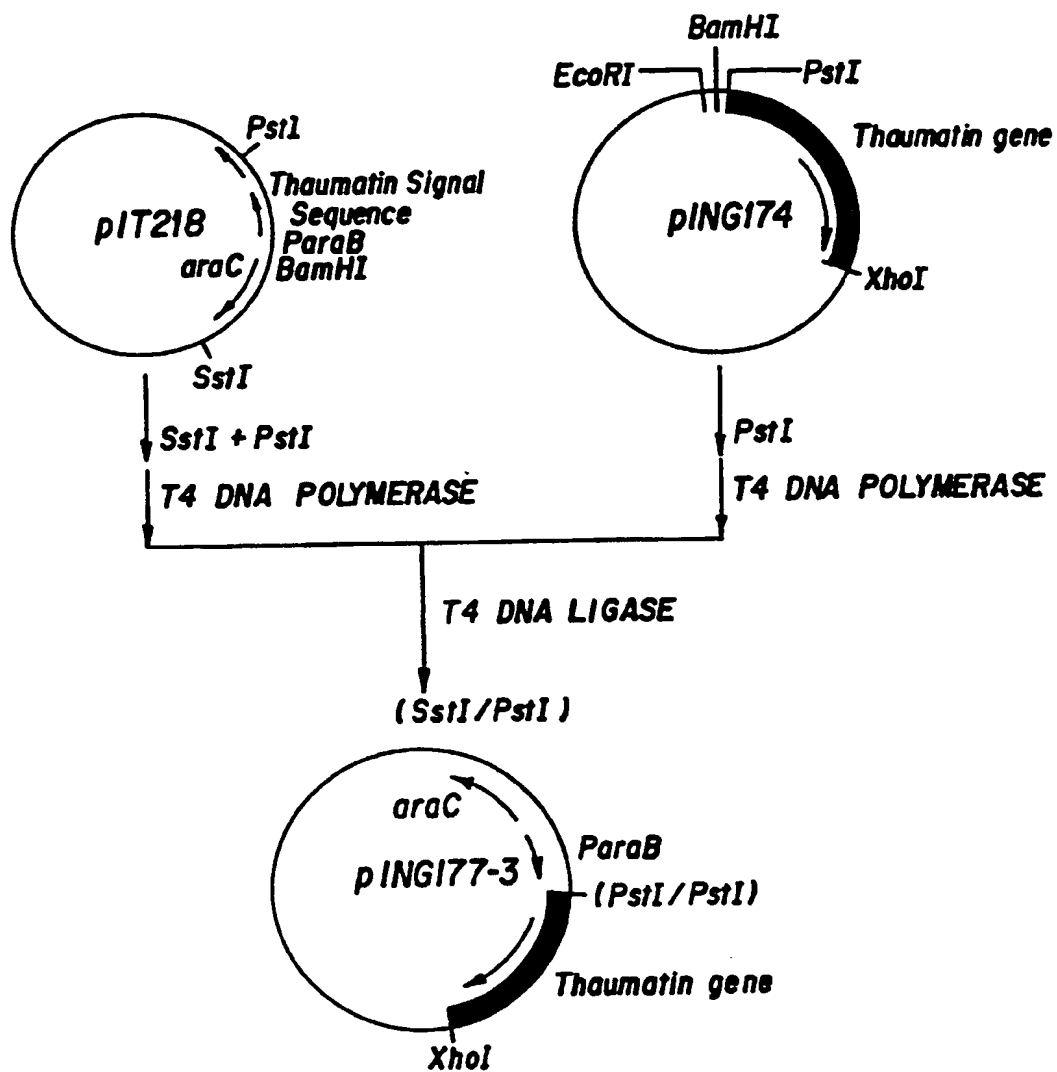 BamHI
EcoRI
PstI
Thaumatin gene
pING174
XhoI
PstI
Thaumatin Signal
Sequence
ParaB
BamHI
pIT218
araC
SstI
SstI + PstI
T4 DNA POLYMERASE
PstI
T4 DNA POLYMERASE
T4 DNA LIGASE
(SstI/PstI)
araC
ParaB
pING177-3
(PstI/PstI)
Thaumatin gene
XhoI